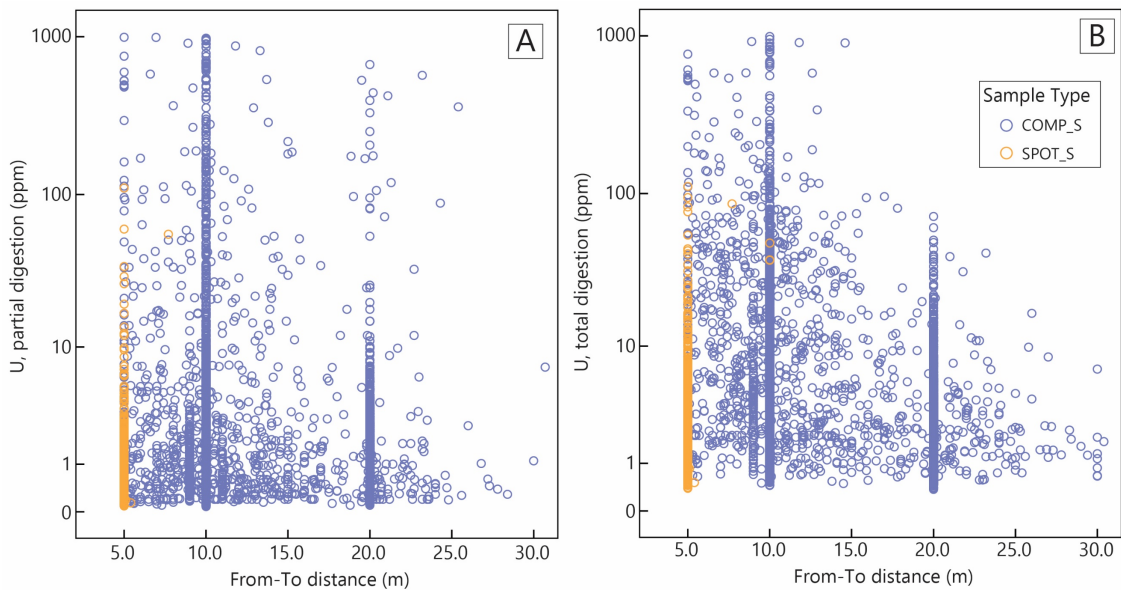 A
U, partial digestion (ppm)
1000
100
10
1
0
5.0 10.0 15.0 20.0 25.0 30.0
From-To distance (m)
B
U, total digestion (ppm)
1000
100
10
1
0
Sample Type
COMP_S
SPOT_S
5.0 10.0 15.0 20.0 25.0 30.0
From-To distance (m)